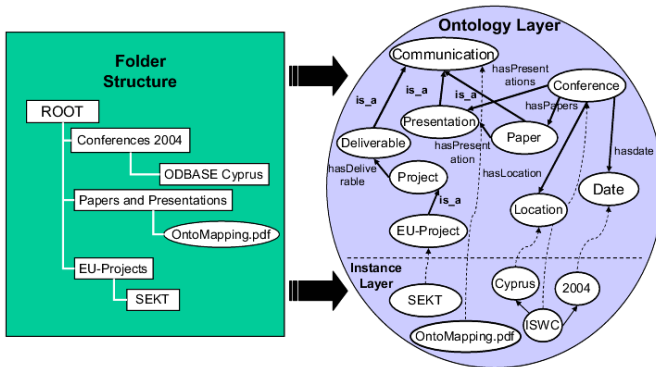 Folder
Structure
ROOT
Conferences 2004
ODBASE Cyprus
Papers and Presentations
OntoMapping.pdf
EU-Projects
SEKT
Ontology Layer
Communication
hasPresent
ations
Conference
is_a
is_a
is_a
hasPapers
Presentation
Paper
Deliverable
hasPresent
ation
hasDelive
rable
Project
hasLocation
hasdate
Date
is_a
Location
EU-Project
Instance
Layer
SEKT
Cyprus
2004
OntoMapping.pdf
ISWC